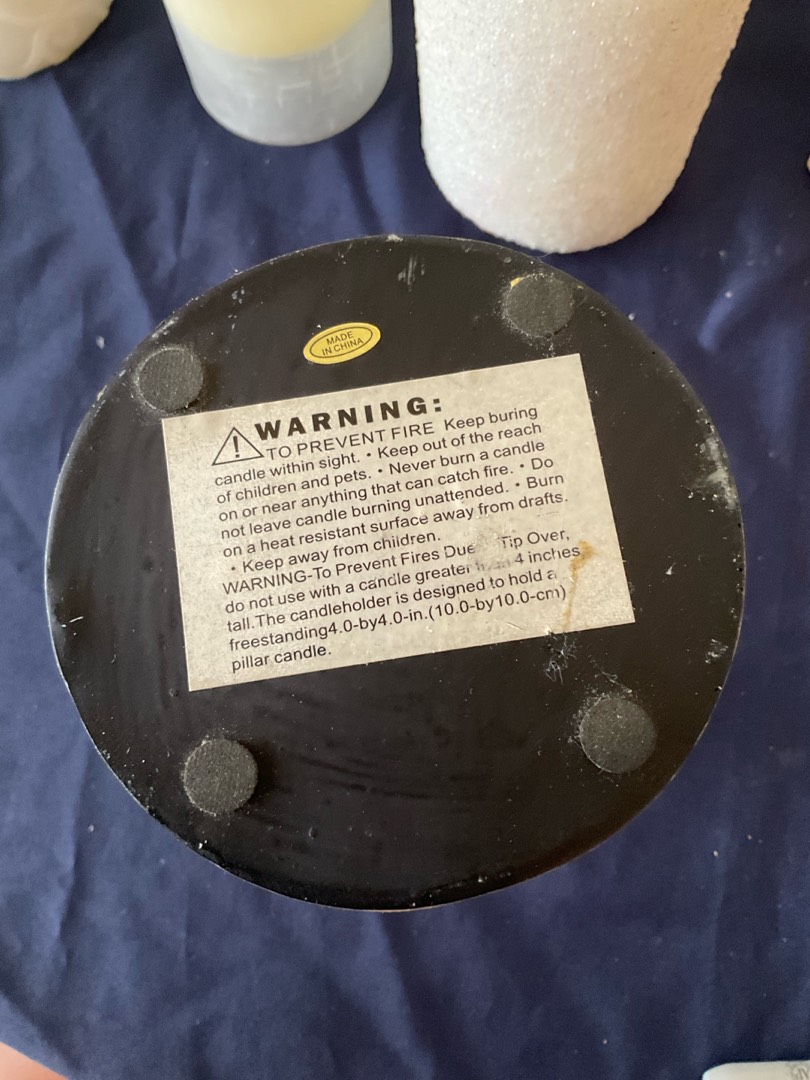 MADE
IN CHINA
WARNING:
TO PREVENT FIRE Keep buring
candle within sight. • Keep out of the reach
of children and pets. • Never burn a candle
on or near anything that can catch fire. • Do
not leave candle burning unattended. • Burn
on a heat resistant surface away from drafts.
• Keep away from children.
WARNING-To Prevent Fires Due Tip Over,
do not use with a candle greater 4 inches
tall.The candleholder is designed to hold a
freestanding4.0-by4.0-in.(10.0-by10.0-cm)
pillar candle.